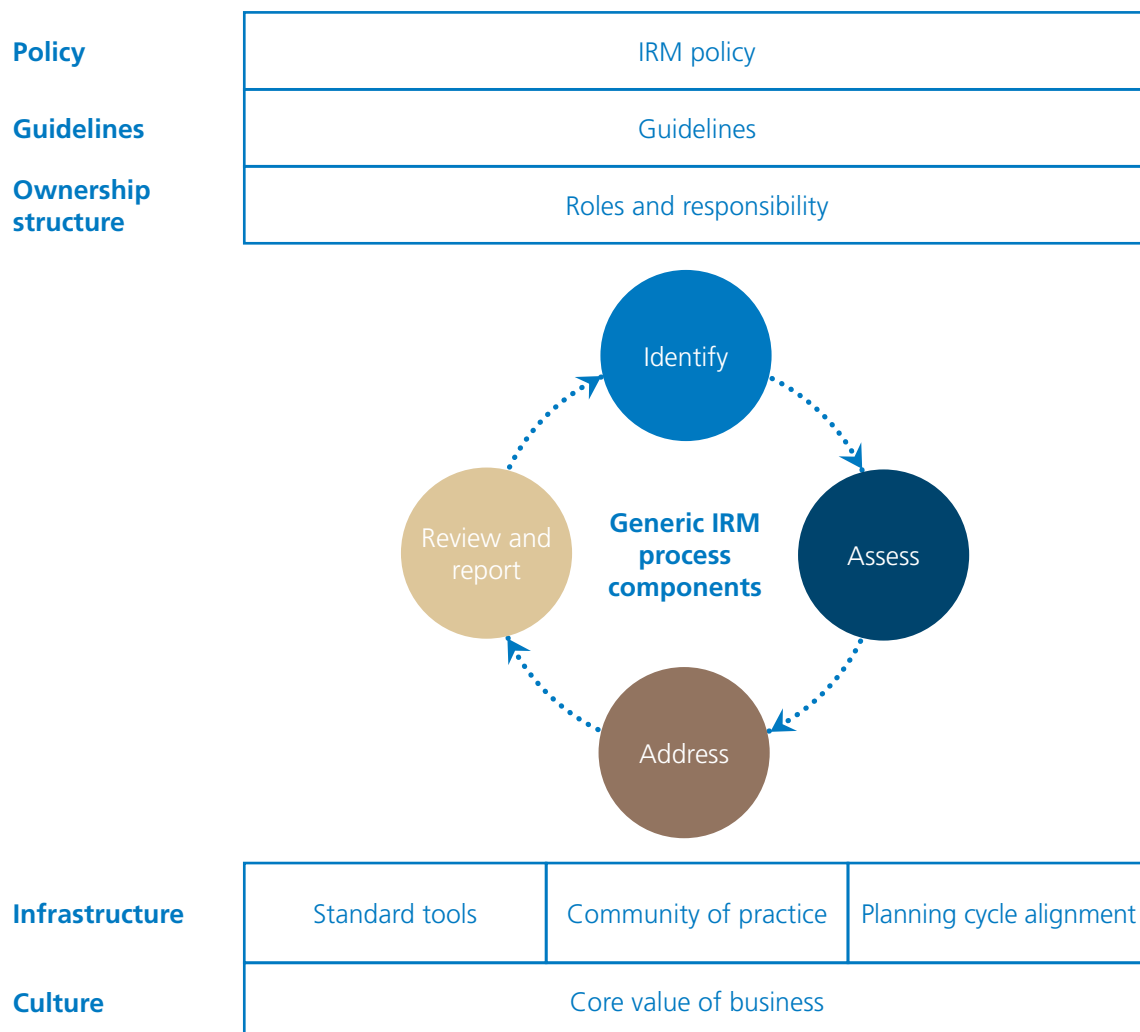 Policy
IRM policy
Guidelines
Guidelines
Ownership
structure
Roles and responsibility
Identify
Review and
report
Generic IRM
process
components
Assess
Address
Infrastructure
Standard tools
Community of practice
Planning cycle alignment
Culture
Core value of business